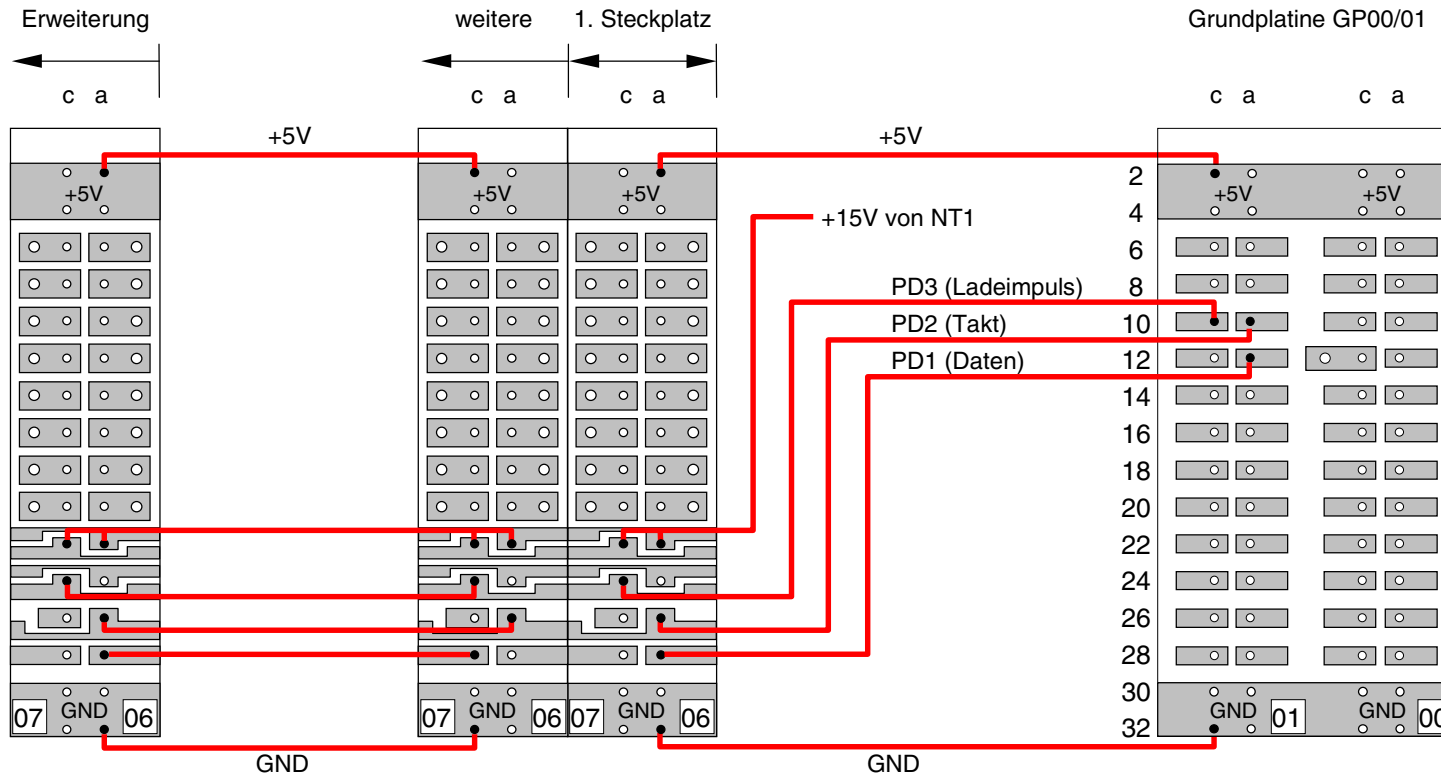 Erweiterung weitere 1. Steckplatz Grundplatine GP00/01
c a c a c a c a c a
+5V +5V
2
+5V +5V +5V +5V +5V
4
+15V von NT1
6
8
PD3 (Ladeimpuls)
10
PD2 (Takt)
12
PD1 (Daten)
14
16
18
20
22
24
26
28
30
07 GND 06 07 GND 06 07 GND 06 GND 01 GND 00
32
GND GND